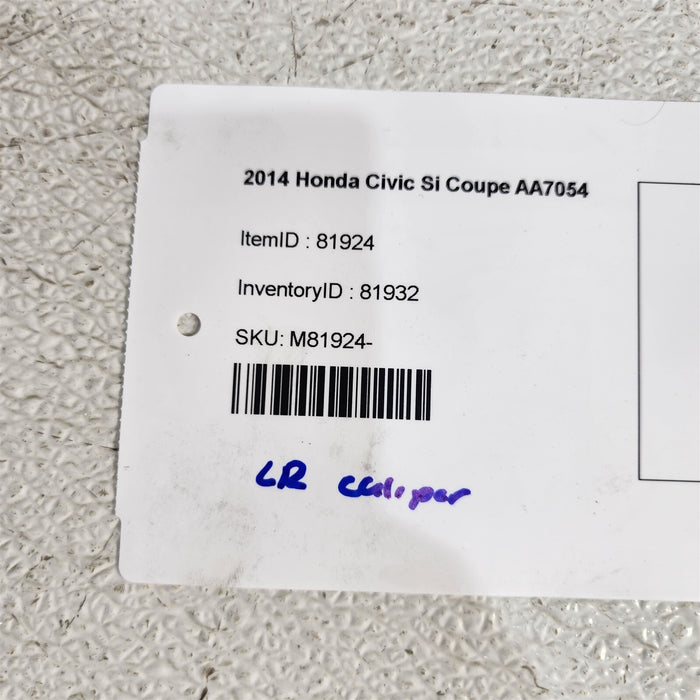 2014 Honda Civic Si Coupe AA7054
ItemID : 81924
InventoryID : 81932
SKU: M81924-
LR Caliper